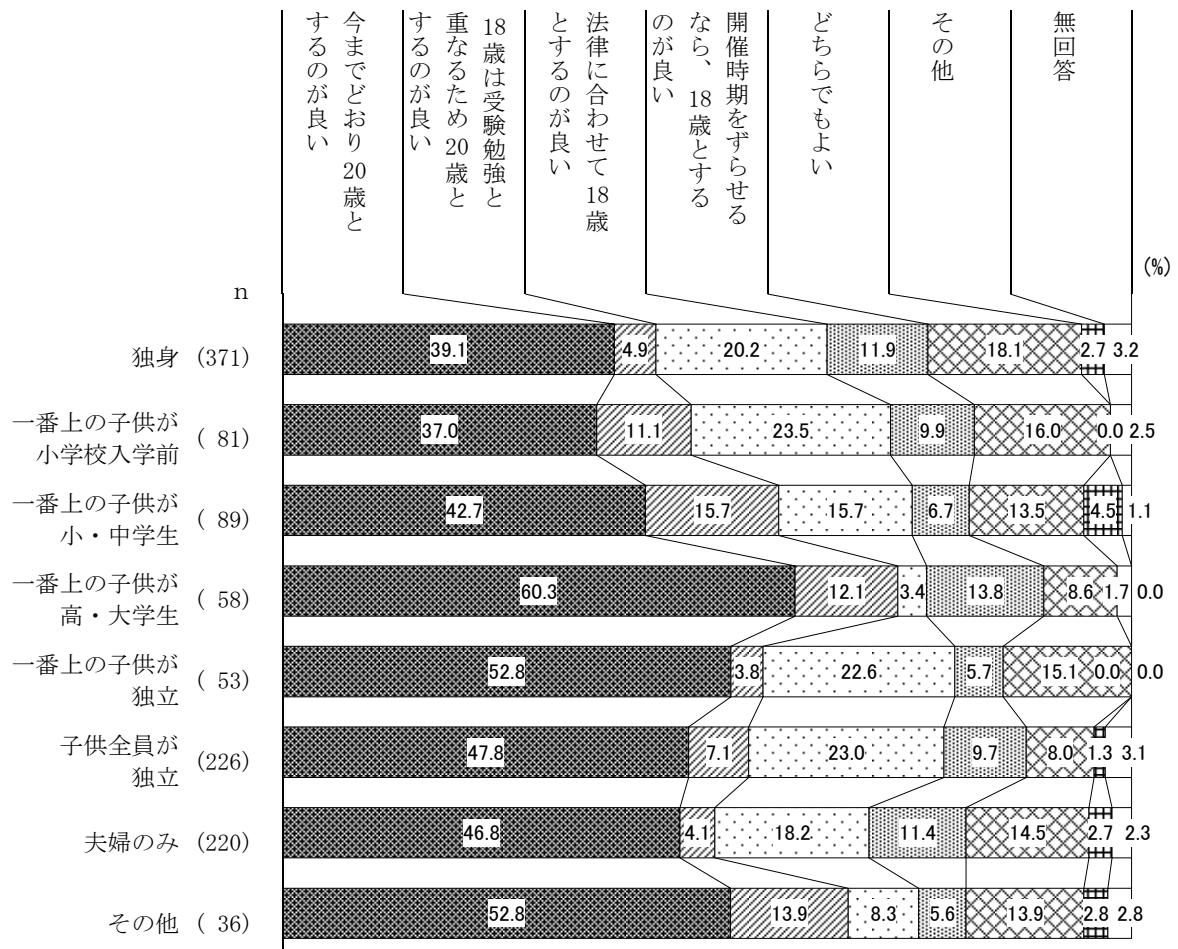 今までどおり20歳と
するのが良い
18歳は受験勉強と
重なるため20歳と
するのが良い
法律に合わせて18歳
とするのが良い
開催時期をずらせる
なら、18歳とする
のが良い
どちらでもよい
その他
無回答
(%)
n
独身 (371)
39.1 4.9 20.2 11.9 18.1 2.7 3.2
一番上の子供が
小学校入学前 ( 81)
37.0 11.1 23.5 9.9 16.0 0.0 2.5
一番上の子供が
小・中学生 ( 89)
42.7 15.7 15.7 6.7 13.5 4.5 1.1
一番上の子供が
高・大学生 ( 58)
60.3 12.1 3.4 13.8 8.6 1.7 0.0
一番上の子供が
独立 ( 53)
52.8 3.8 22.6 5.7 15.1 0.0 0.0
子供全員が
独立 (226)
47.8 7.1 23.0 9.7 8.0 1.3 3.1
夫婦のみ (220)
46.8 4.1 18.2 11.4 14.5 2.7 2.3
その他 ( 36)
52.8 13.9 8.3 5.6 13.9 2.8 2.8